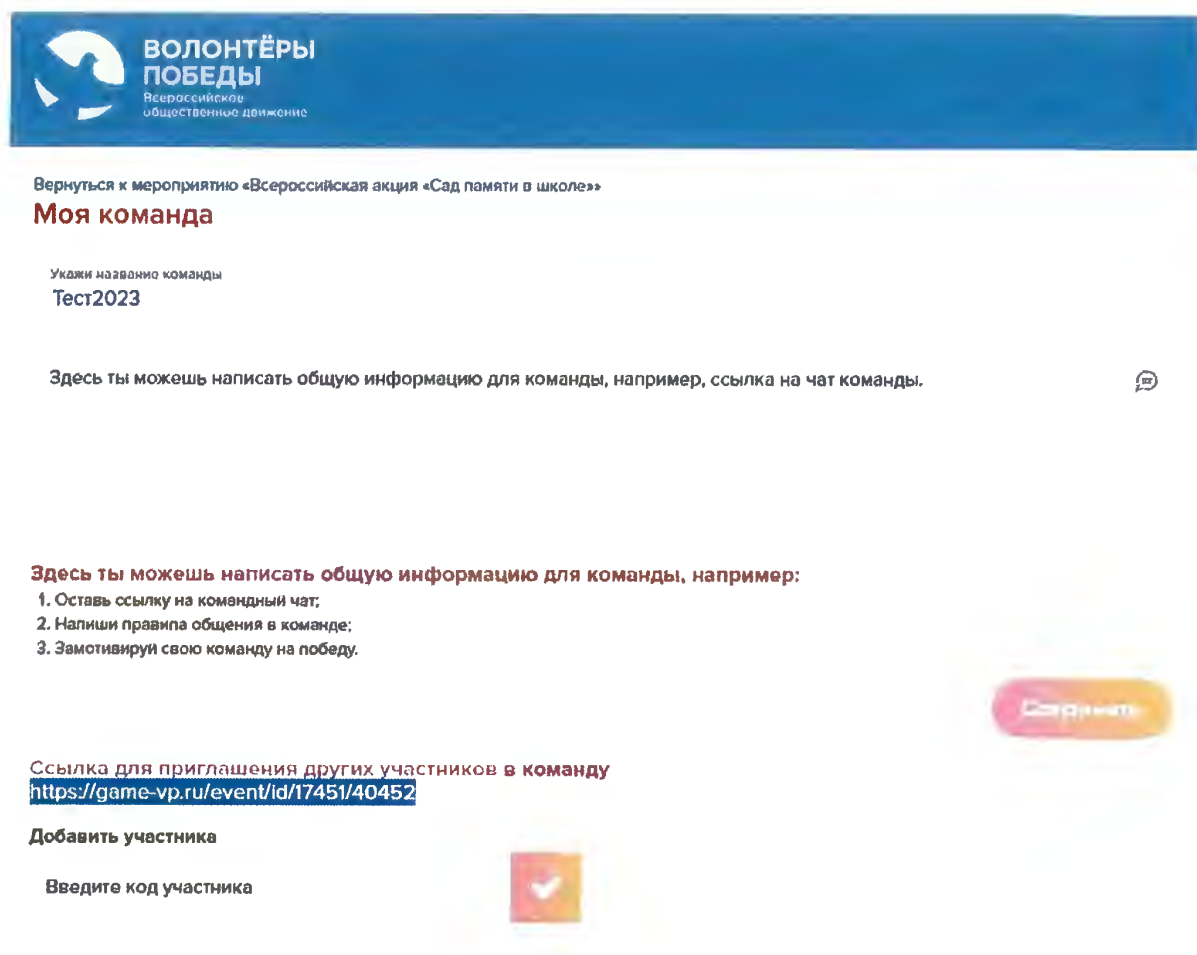 ВОЛОНТЁРЫ
ПОБЕДЫ
Всероссийское
общественное движение
Вернуться к мероприятию «Всероссийская акция «Сад памяти в школе»»
Моя команда
Укажи название команды
Тест2023
Здесь ты можешь написать общую информацию для команды, например, ссылка на чат команды.
Здесь ты можешь написать общую информацию для команды, например:
1. Оставь ссылку на командный чат;
2. Напиши правила общения в команде;
3. Замотивируй свою команду на победу.
Сохранить
Ссылка для приглашения других участников в команду
https://game-vp.ru/event/id/17451/40452
Добавить участника
Введите код участника